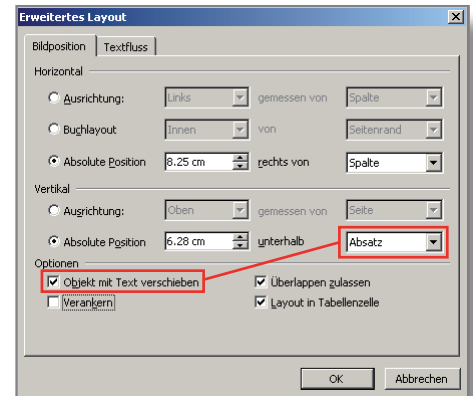 Erweitertes Layout
Bildposition Textfluss
Horizontal
Ausrichtung: Links gemessen von Spalte
Buchlayout Innen von Seitenrand
Absolute Position 8.25 cm rechts von Spalte
Vertikal
Ausrichtung: Oben gemessen von Seite
Absolute Position 6.28 cm unterhalb Absatz
Optionen
Objekt mit Text verschieben Überlappen zulassen
Verankern Layout in Tabellenzelle
OK Abbrechen